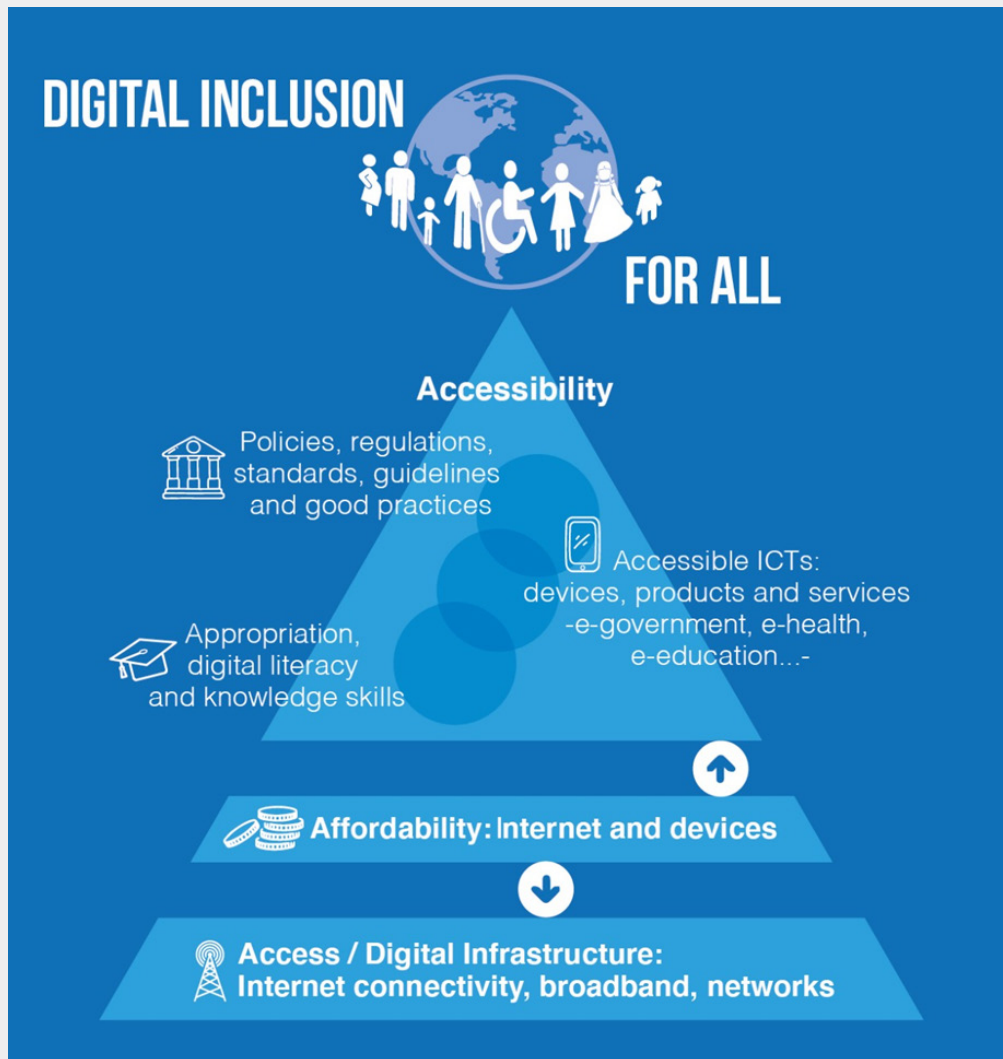 DIGITAL INCLUSION
FOR ALL
Accessibility
Policies, regulations,
standards, guidelines
and good practices
Accessible ICTs:
devices, products and services
-e-government, e-health,
e-education...-
Appropriation,
digital literacy
and knowledge skills
Affordability: Internet and devices
Access / Digital Infrastructure:
Internet connectivity, broadband, networks